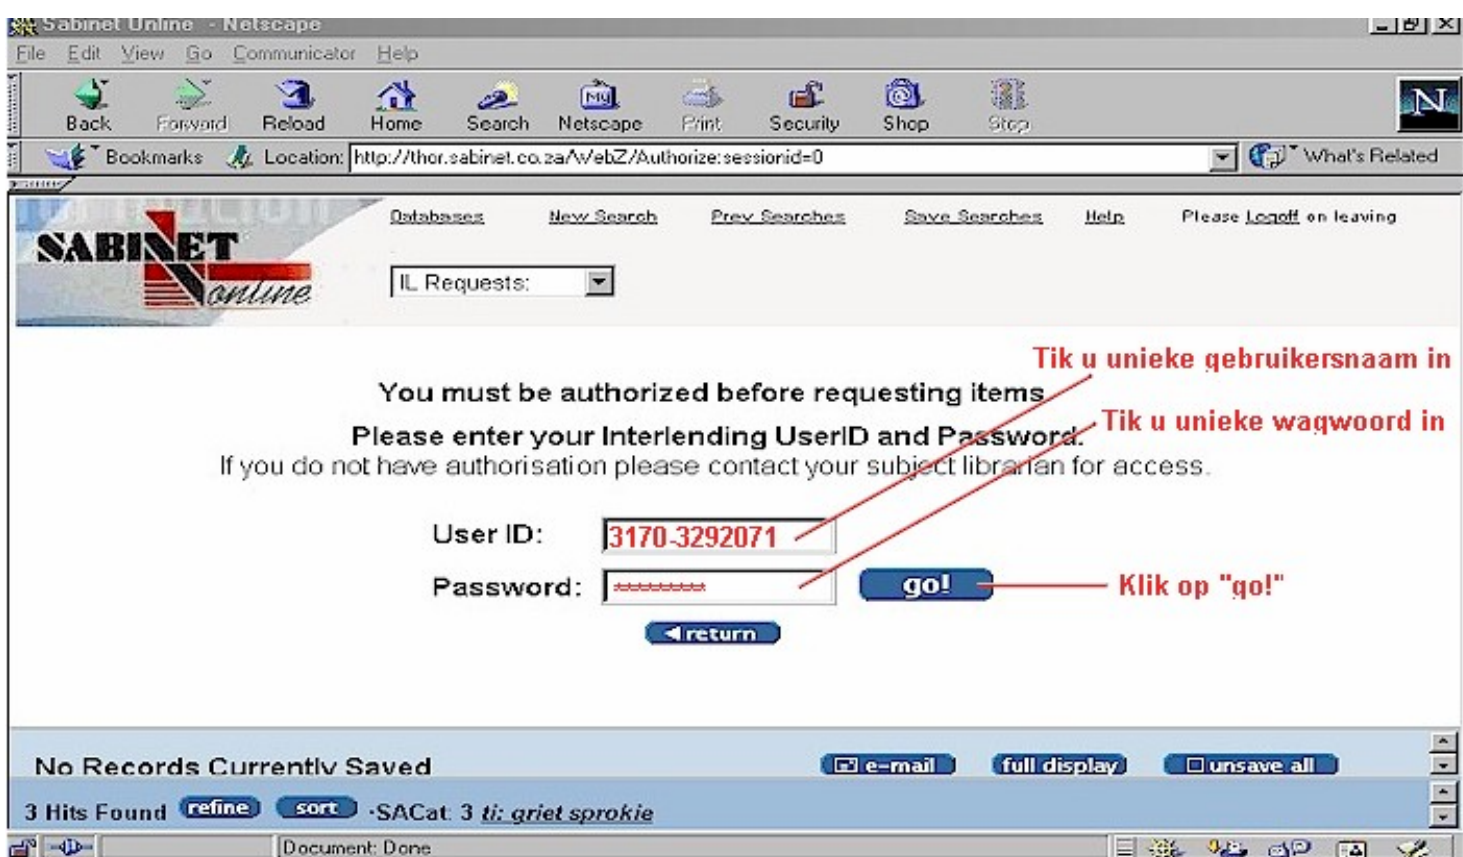 Sabinet Online - Netscape
File Edit View Go Communicator Help
Back Forward Reload Home Search Netscape Print Security Shop Stop
My
N
Bookmarks Location: http://thor.sabinet.co.za/WebZ/Authorize:sessionid=0 What's Related
Databases New Search Prev Searches Save Searches Help Please Logoff on leaving
SABINET
online
IL Requests:
Tik u unieke gebruikersnaam in
You must be authorized before requesting items
Tik u unieke wagwoord in
Please enter your Interlending UserID and Password.
If you do not have authorisation please contact your subject librarian for access.
User ID: 3170-3292071
Password: *********
go!
Klik op "go!"
return
No Records Currently Saved e-mail full display unsave all
3 Hits Found refine sort -SACat: 3 ti: griet sprokie
Document: Done